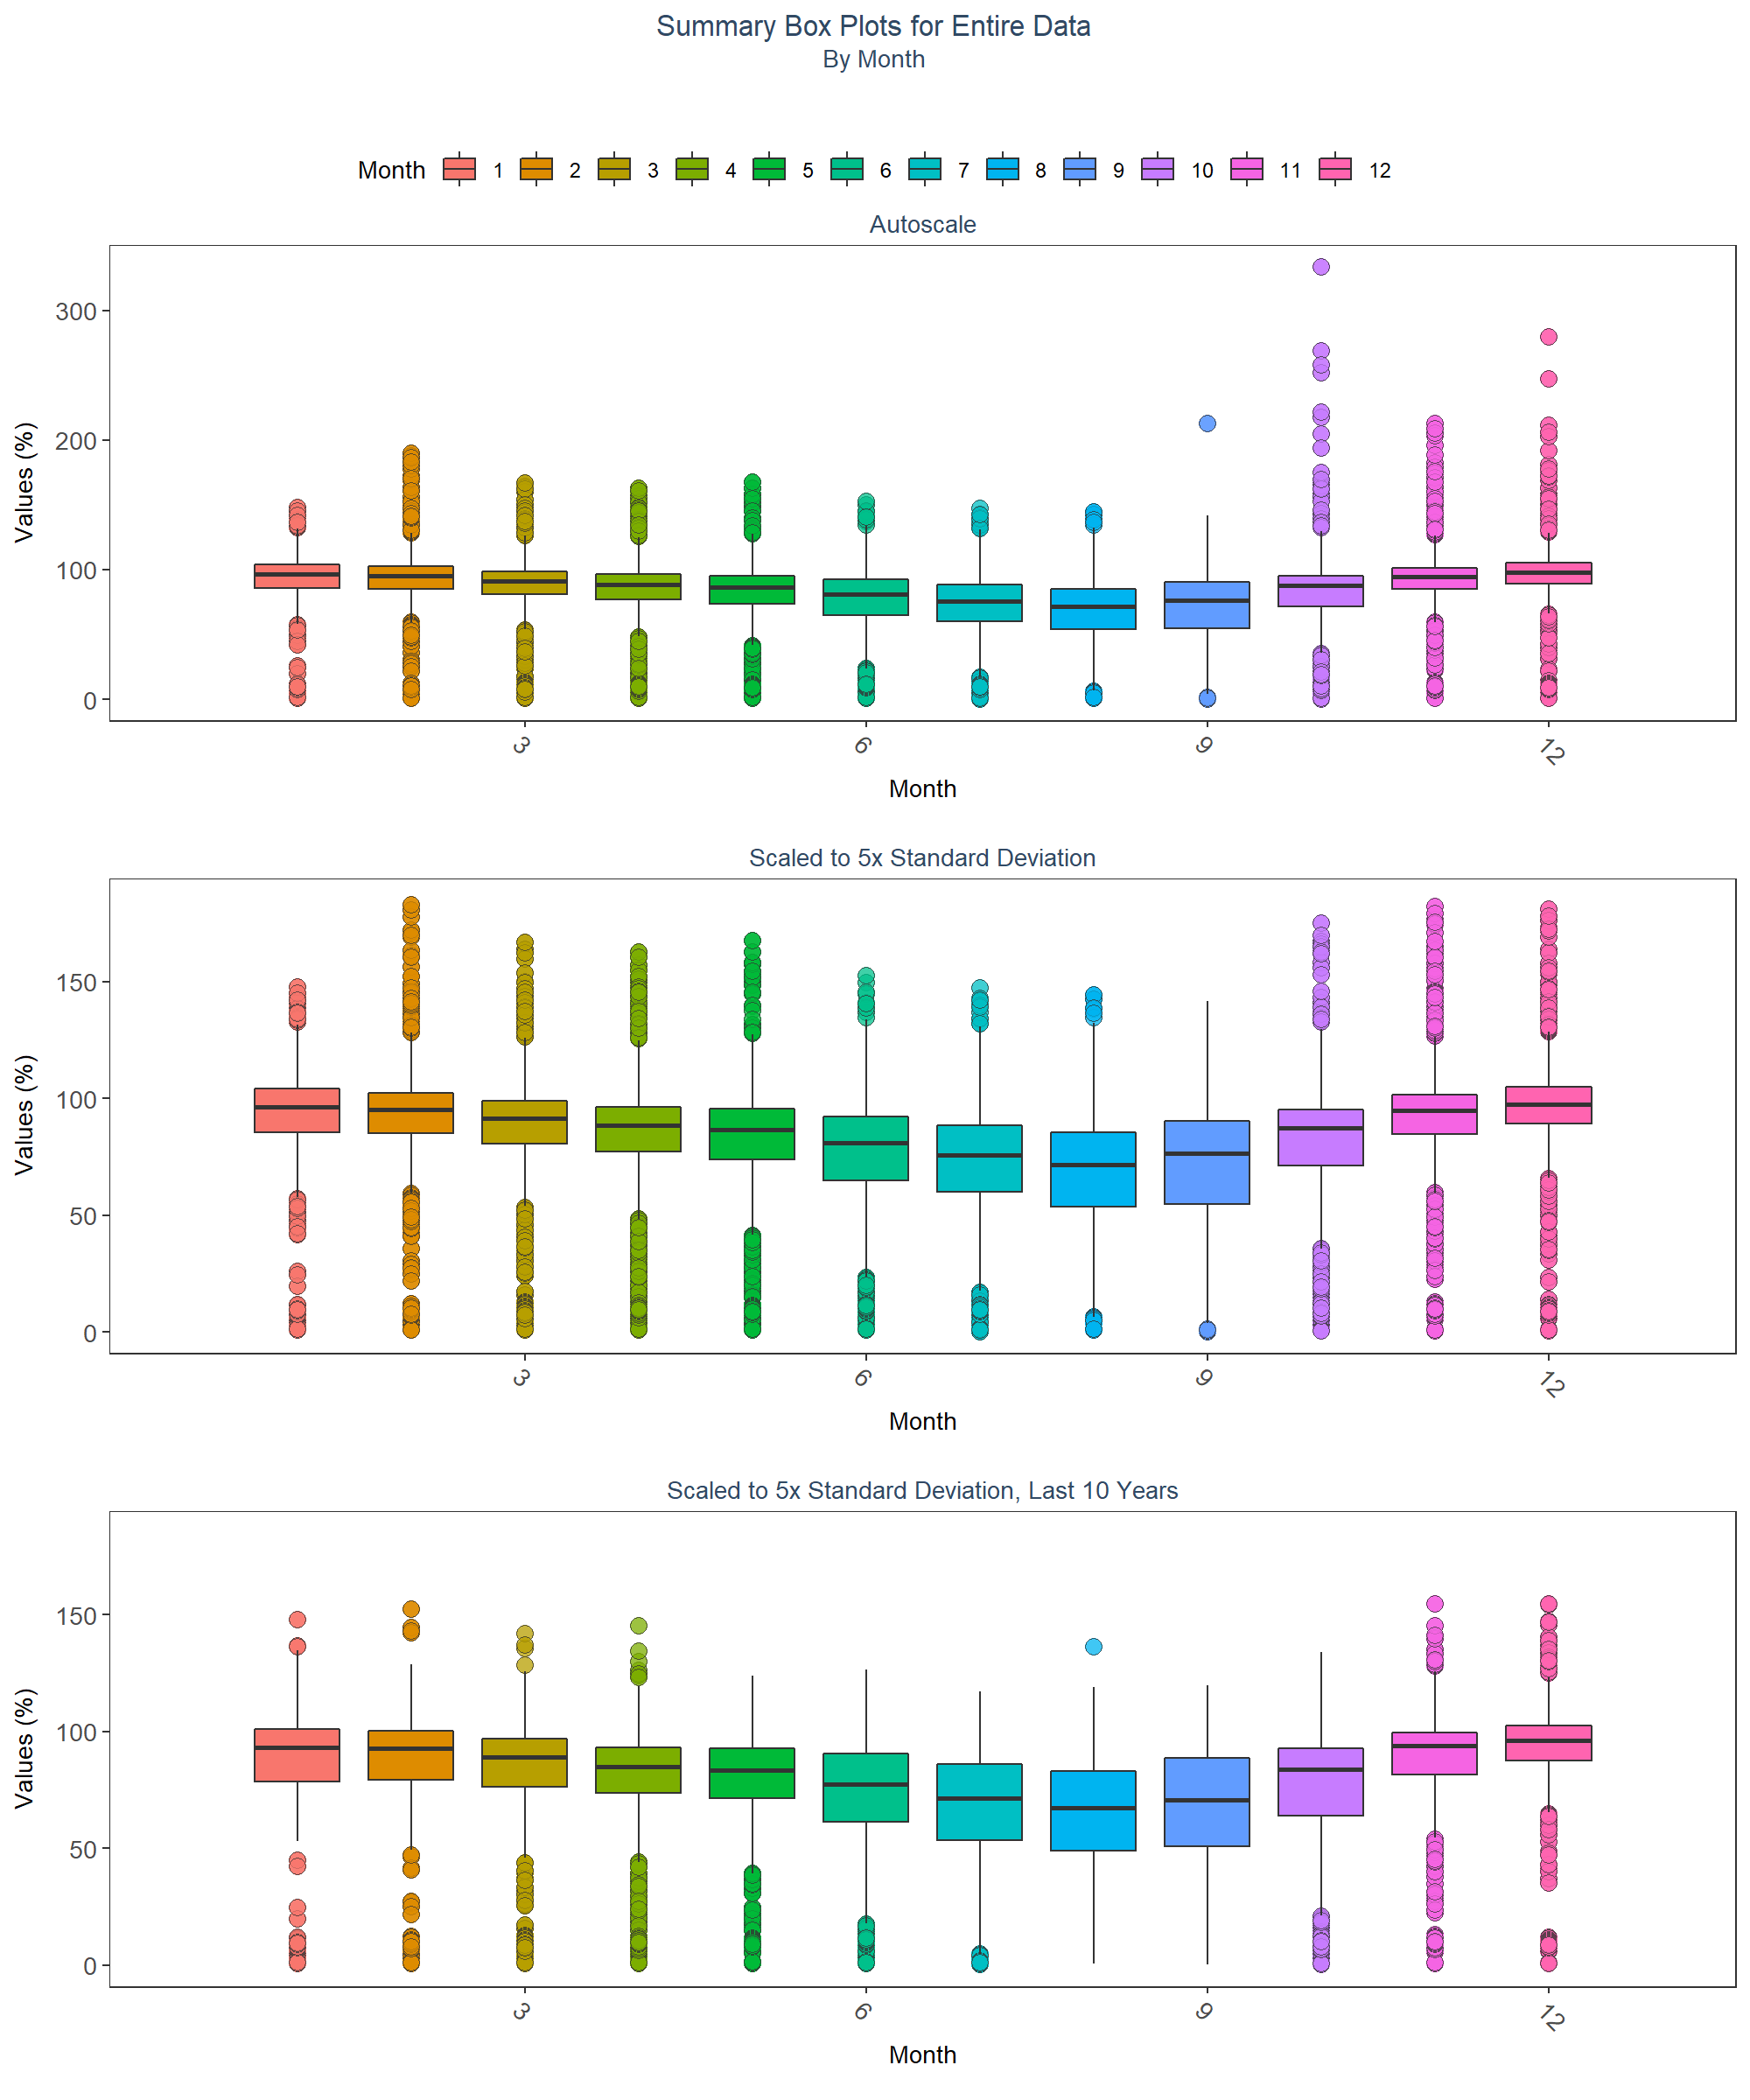 Summary Box Plots for Entire Data
By Month
Month 1 2 3 4 5 6 7 8 9 10 11 12
Autoscale
Values (%)
300
200
100
0
3 6 9 12
Month
Scaled to 5x Standard Deviation
Values (%)
150
100
50
0
3 6 9 12
Month
Scaled to 5x Standard Deviation, Last 10 Years
Values (%)
150
100
50
0
3 6 9 12
Month